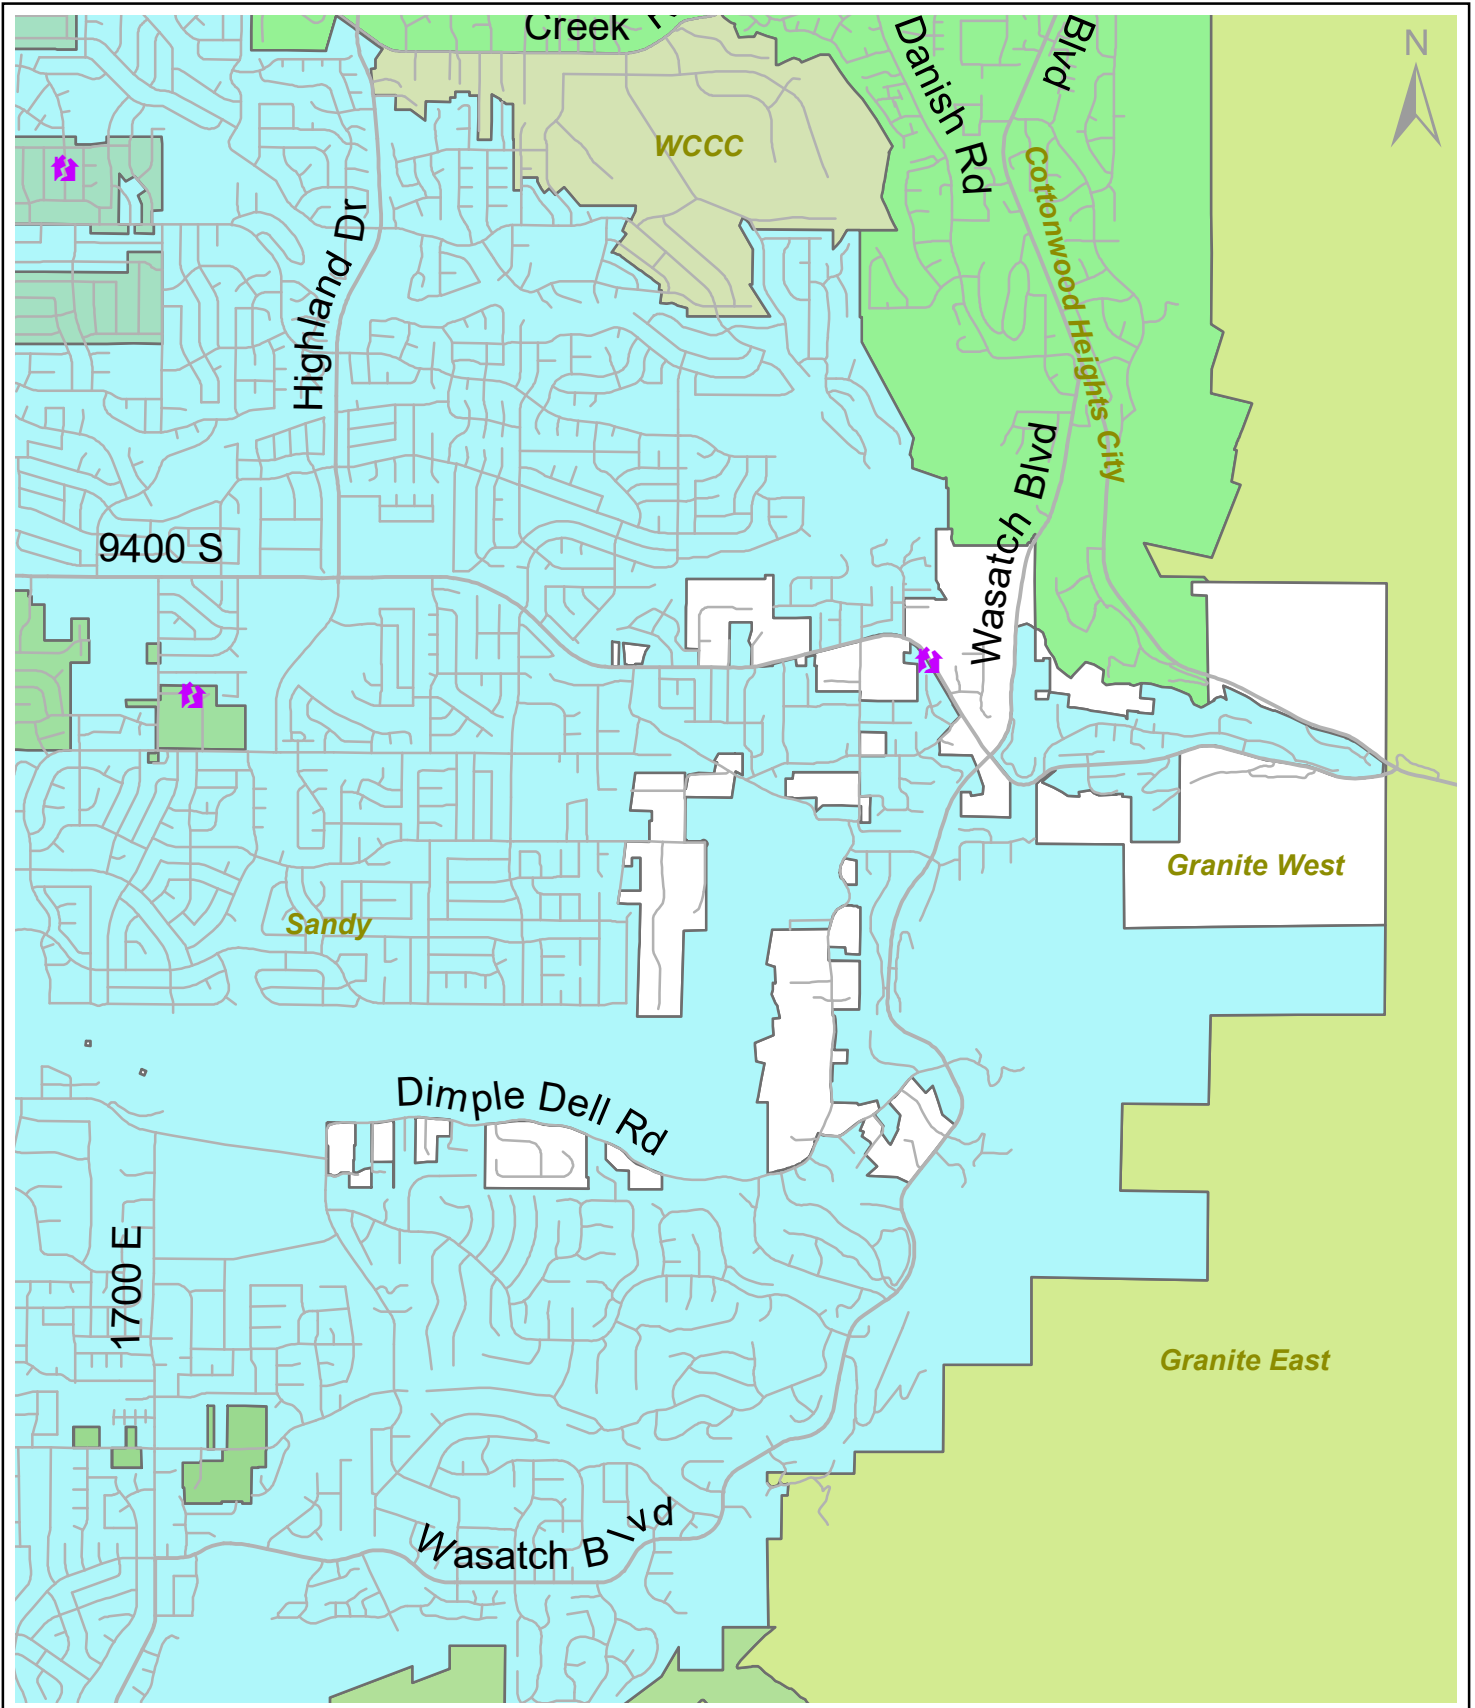 Creek
Blvd
N
Danish Rd
WCCC
Cottonwood Heights City
Highland Dr
Wasatch Blvd
9400 S
Granite West
Sandy
Dimple Dell Rd
1700 E
Granite East
Wasatch Blvd